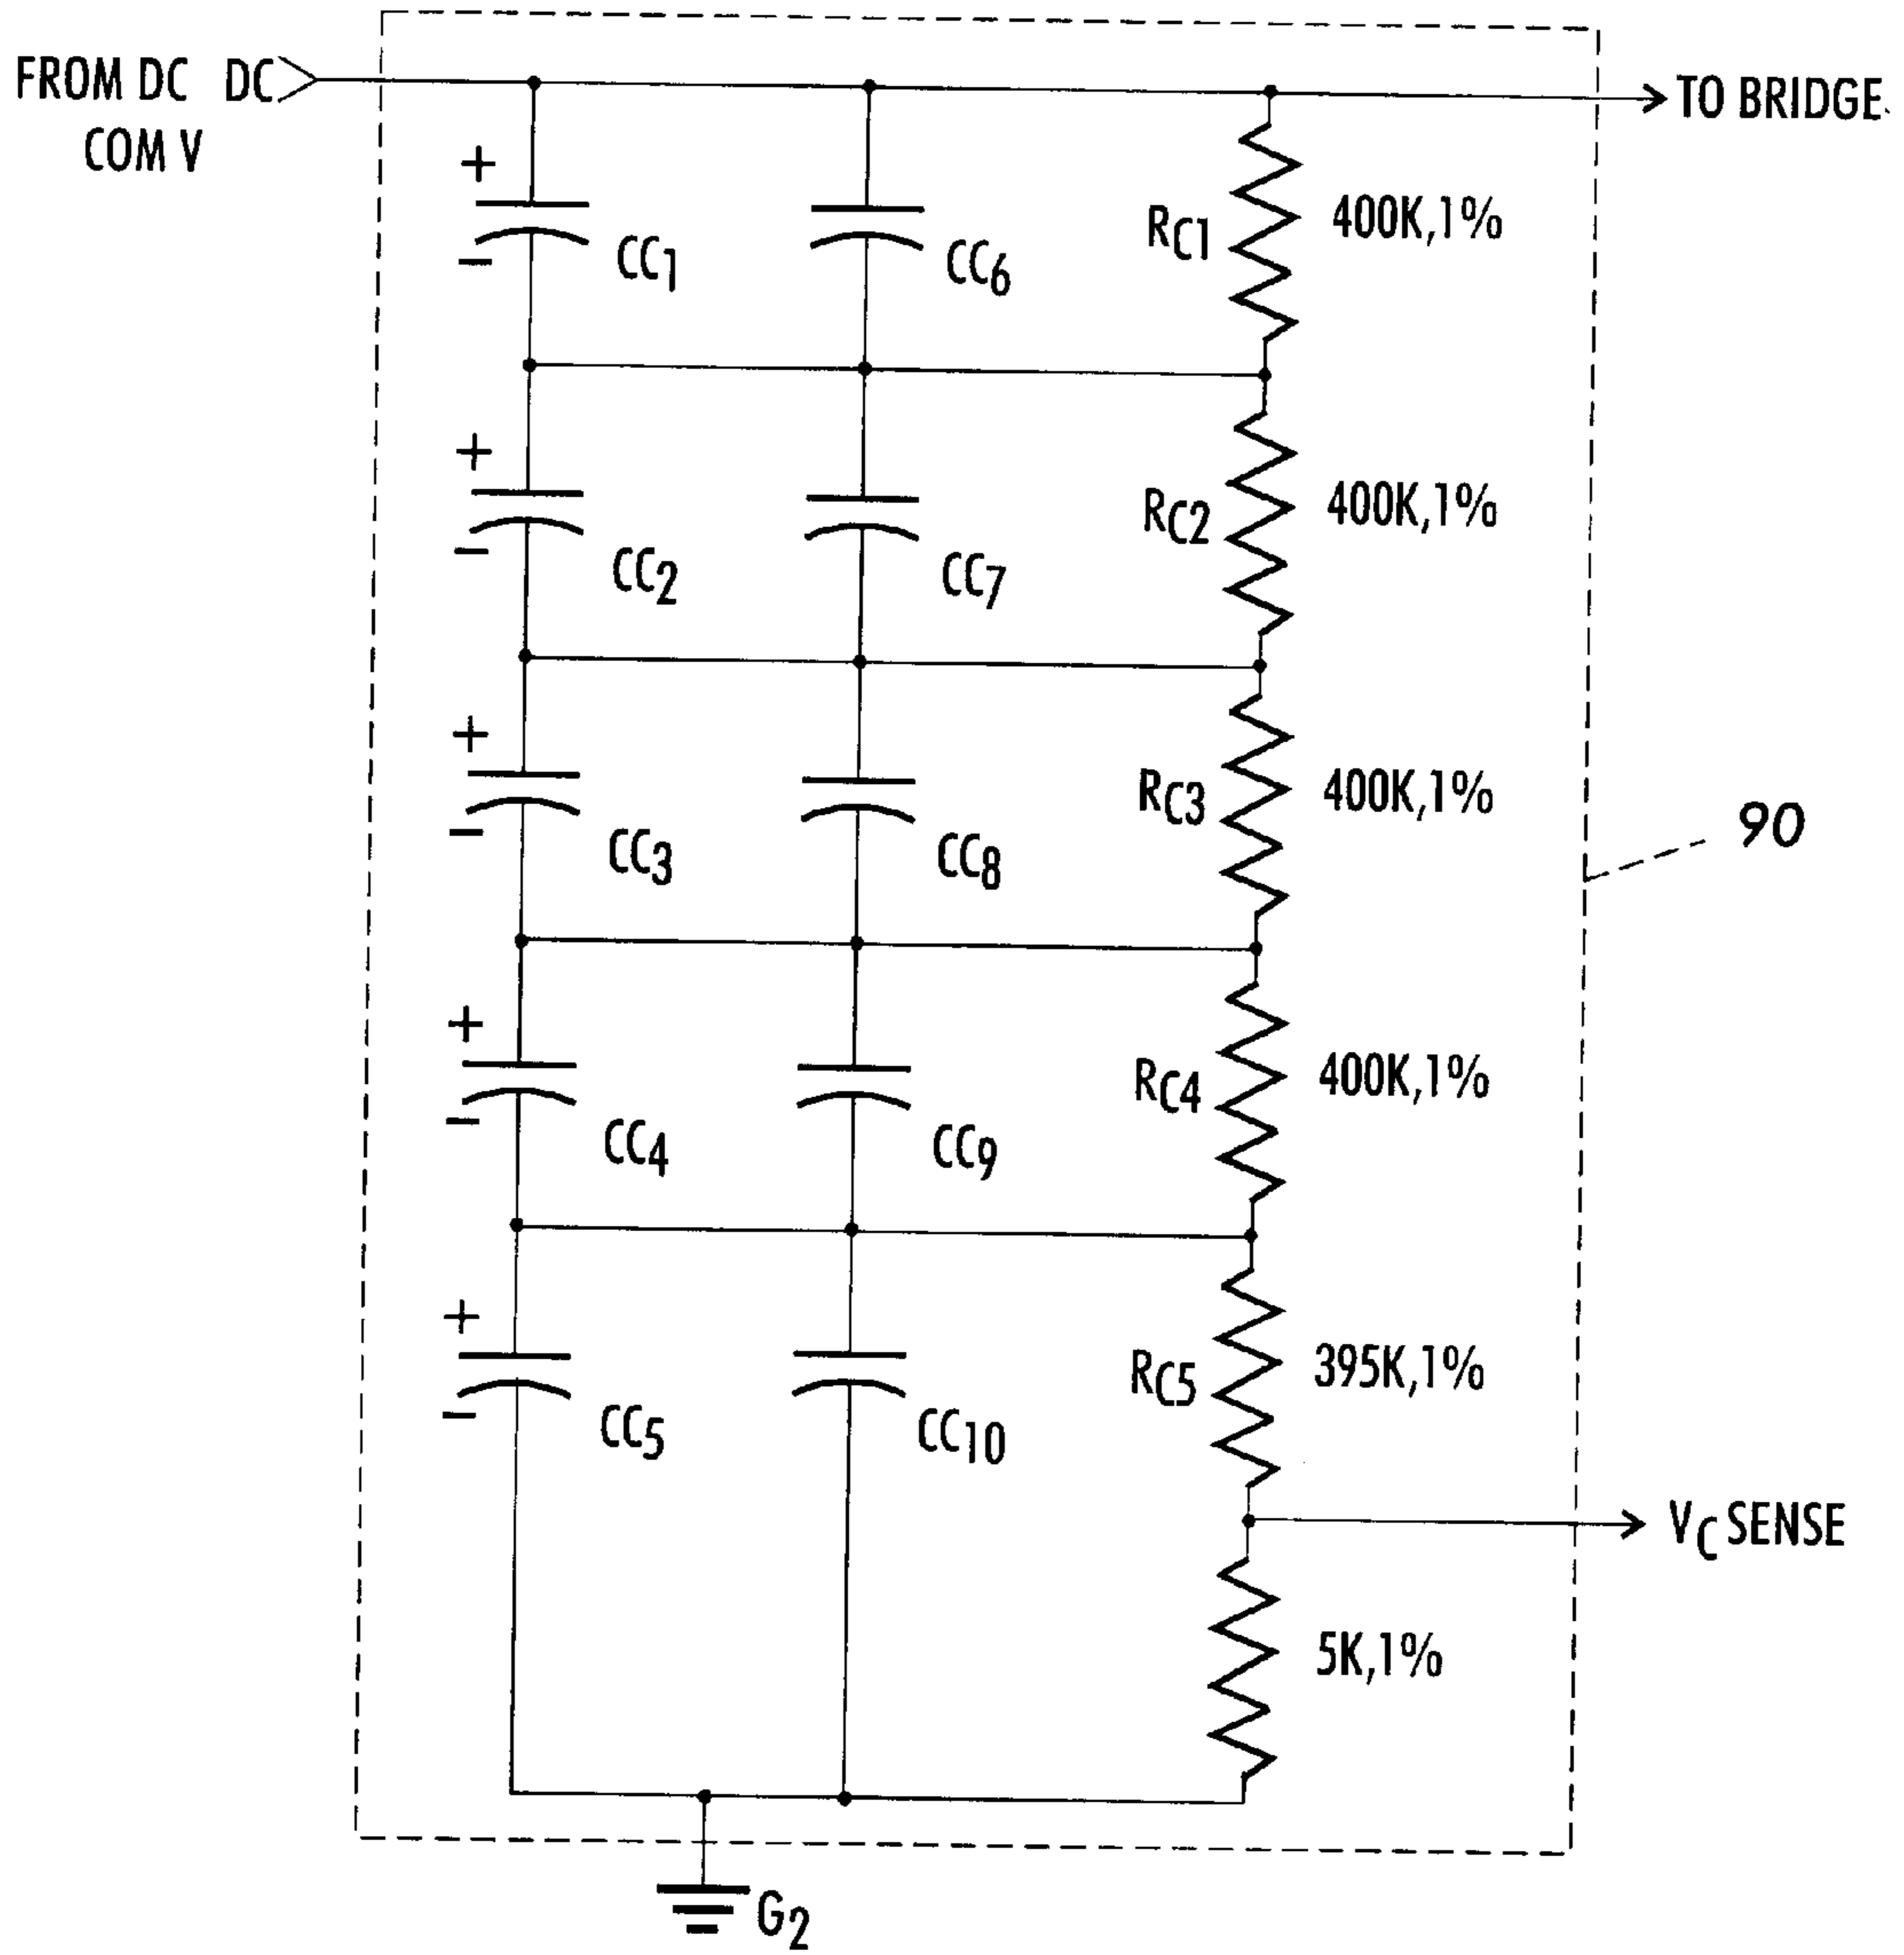 FROM DC DC
COM V
TO BRIDGE
+
−
CC1
CC6
RC1
400K,1%
+
−
CC2
CC7
RC2
400K,1%
+
−
CC3
CC8
RC3
400K,1%
90
+
−
CC4
CC9
RC4
400K,1%
+
−
CC5
CC10
RC5
395K,1%
VC SENSE
5K,1%
G2